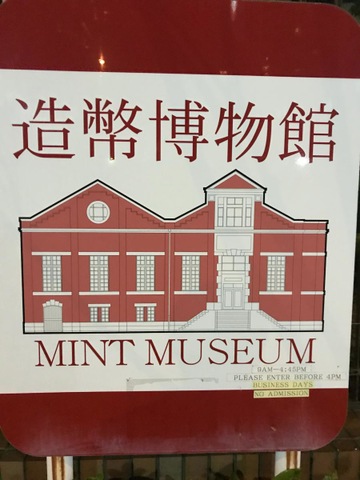 造幣博物館
MINT MUSEUM
9AM-4:45PM
PLEASE ENTER BEFORE 4PM
BUSINESS DAYS
NO ADMISSION